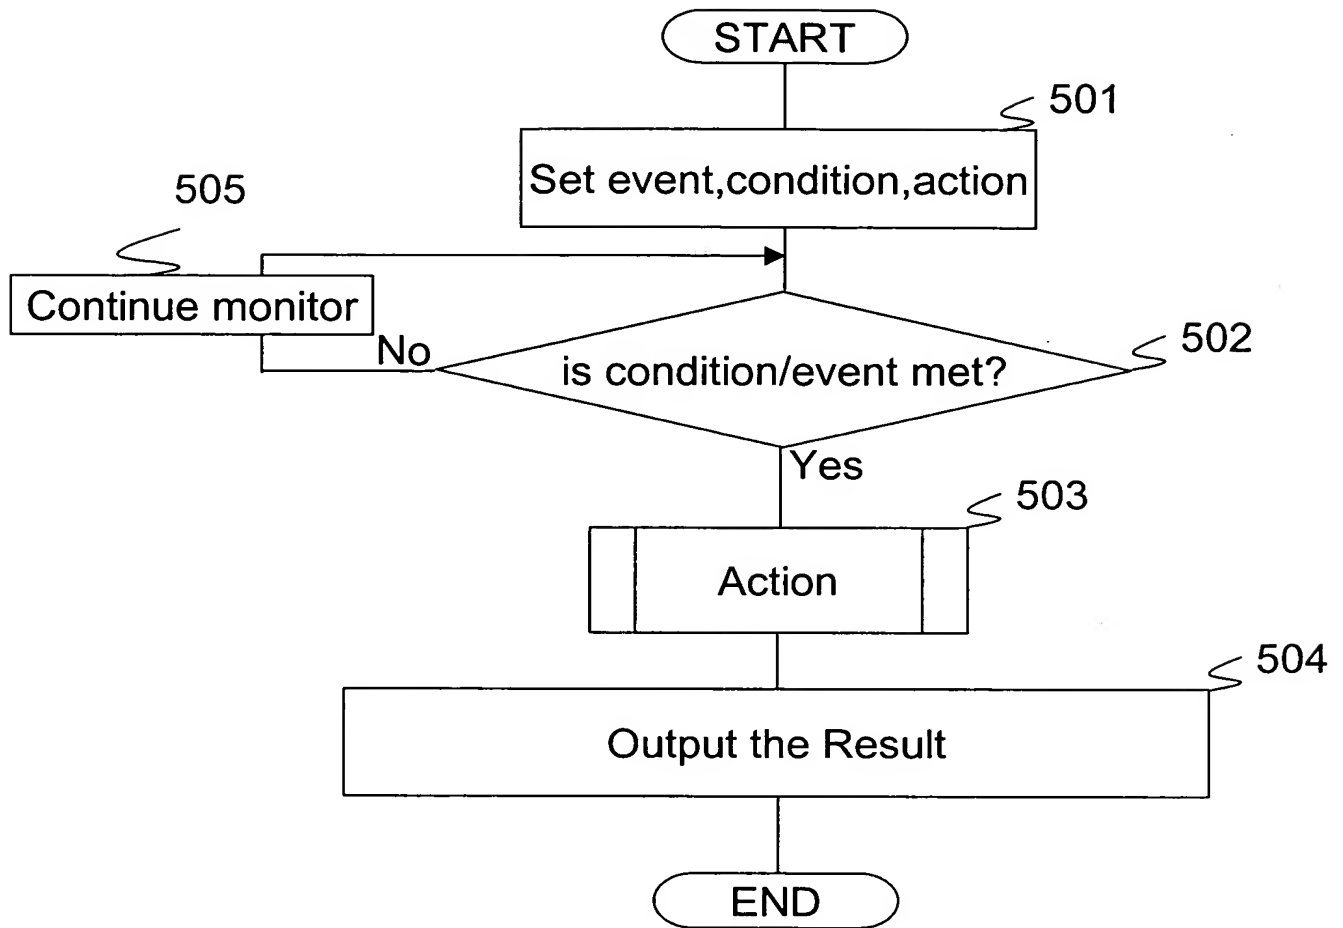 START
501
Set event,condition,action
505
Continue monitor
No
is condition/event met?
502
Yes
503
Action
504
Output the Result
END